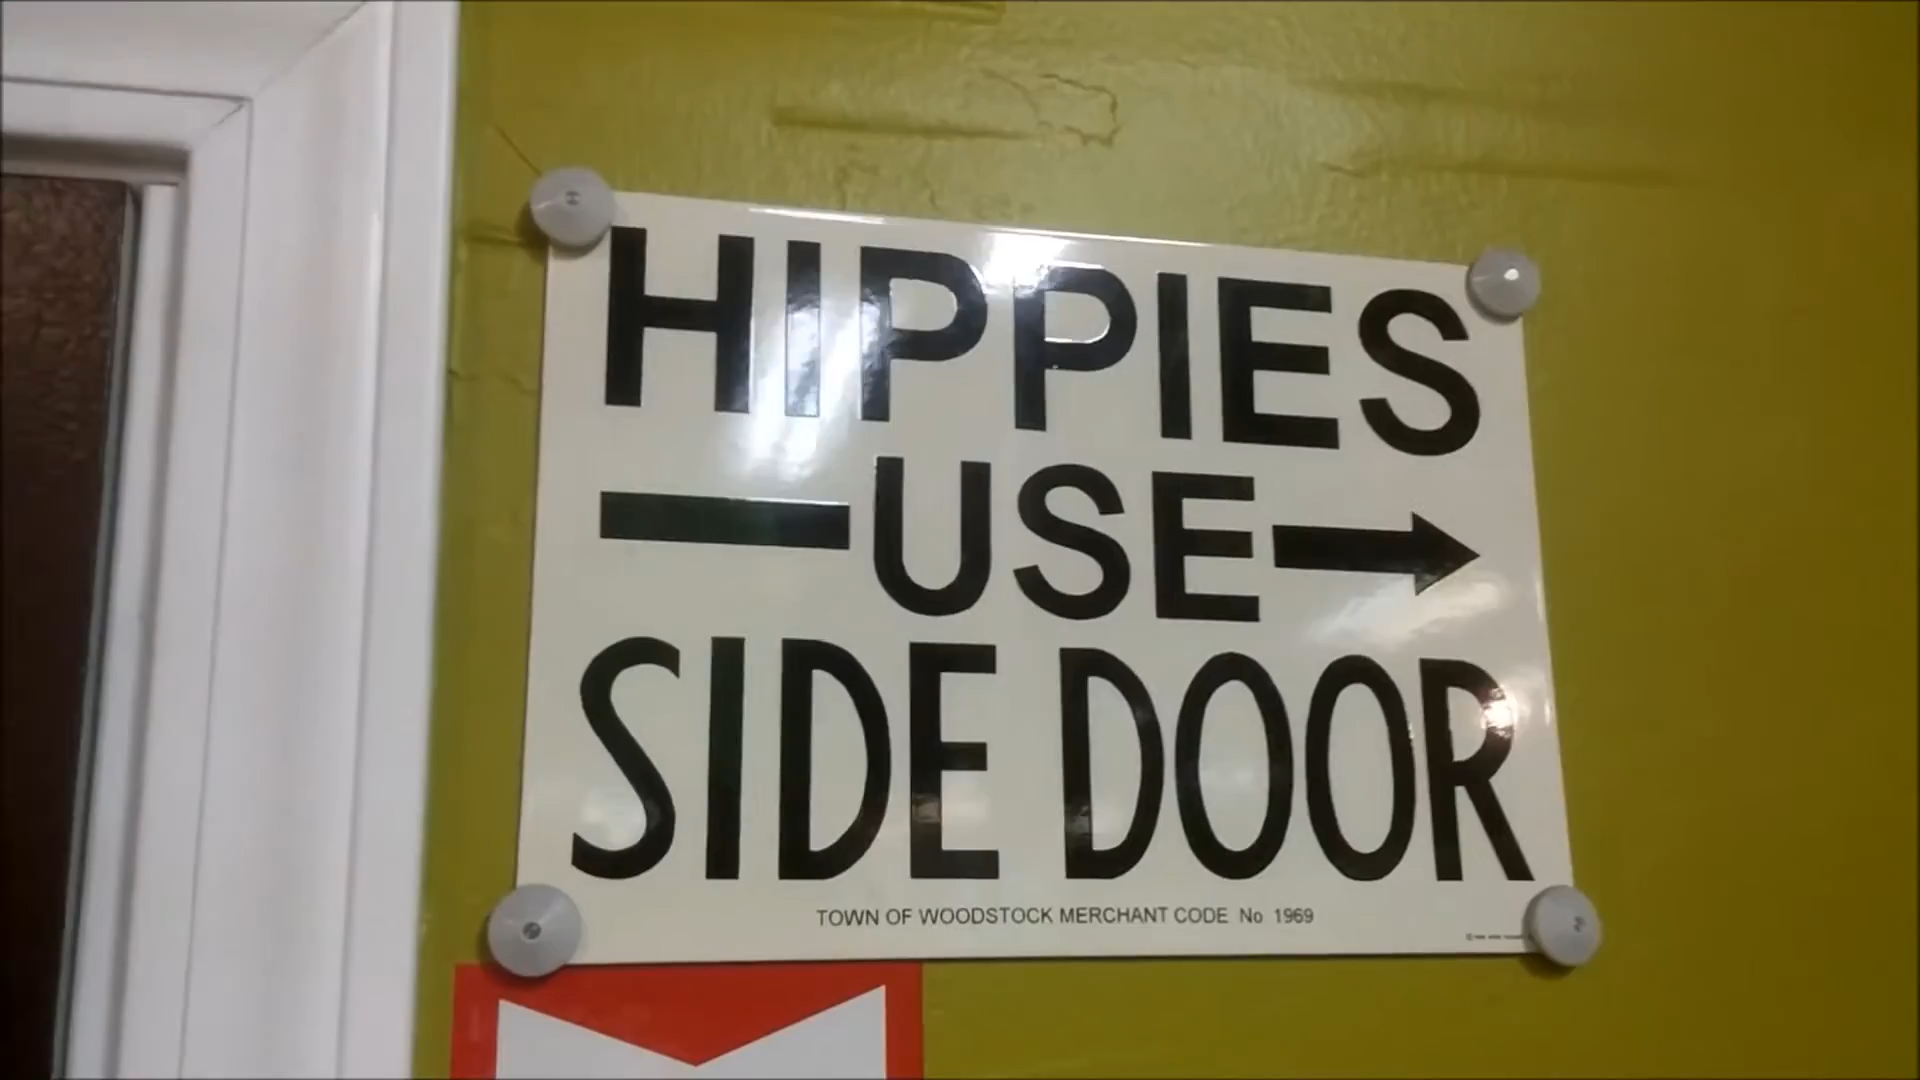 HIPPIES
USE
SIDE DOOR
TOWN OF WOODSTOCK MERCHANT CODE No 1969